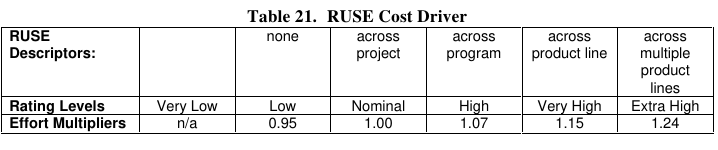 Table 21. RUSE Cost Driver
RUSE none across across across across
Descriptors: project program product line multiple
product
lines
Rating Levels Very Low Low Nominal High Very High Extra High
Effort Multipliers n/a 0.95 1.00 1.07 1.15 1.24